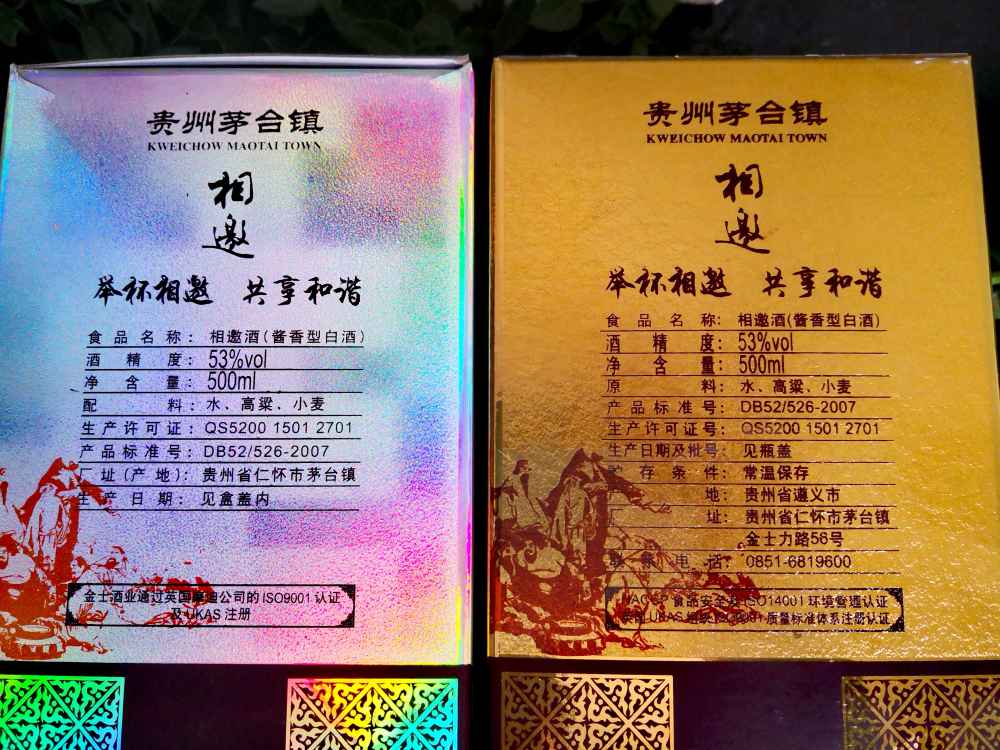 贵州茅台镇
KWEICHOW MAOTAI TOWN
相
邀
举杯相邀 共享和谐
食品名称：相邀酒(酱香型白酒)
酒精度：53%vol
净含量：500ml
配料：水、高粱、小麦
生产许可证：QS5200 1501 2701
产品标准号：DB52/526-2007
厂址(产地)：贵州省仁怀市茅台镇
生产日期：见盒盖内
金士酒业通过英国摩迪公司的ISO9001认证
及UKAS注册
贵州茅台镇
KWEICHOW MAOTAI TOWN
相
邀
举杯相邀 共享和谐
食品名称：相邀酒(酱香型白酒)
酒精度：53%vol
净含量：500ml
原料：水、高粱、小麦
产品标准号：DB52/526-2007
生产许可证号：QS5200 1501 2701
生产日期及批号：见瓶盖
贮存条件：常温保存
地：贵州省遵义市
厂址：贵州省仁怀市茅台镇
金士力路56号
联系电话：0851-6819600
食品安全及ISO14001环境管理认证
UKAS 质量标准体系注册认证